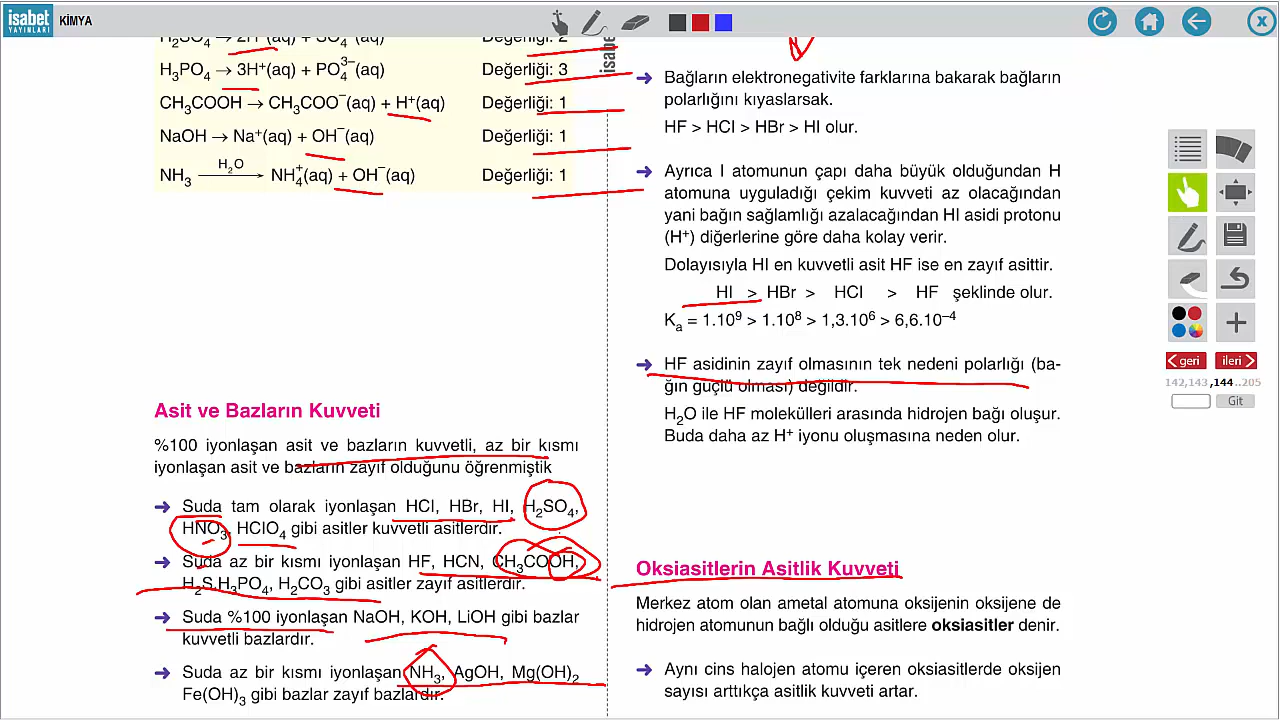 isabet
YAYINLARI
KİMYA
H₂SO₄ → 2H⁺(aq) + SO₄²⁻(aq) Değerliği: 2
H₃PO₄ → 3H⁺(aq) + PO₄³⁻(aq) Değerliği: 3
CH₃COOH → CH₃COO⁻(aq) + H⁺(aq) Değerliği: 1
NaOH → Na⁺(aq) + OH⁻(aq) Değerliği: 1
NH₃ —H₂O→ NH₄⁺(aq) + OH⁻(aq) Değerliği: 1
Asit ve Bazların Kuvveti
%100 iyonlaşan asit ve bazların kuvvetli, az bir kısmı
iyonlaşan asit ve bazların zayıf olduğunu öğrenmiştik
➔ Suda tam olarak iyonlaşan HCl, HBr, HI, H₂SO₄,
HNO₃, HClO₄ gibi asitler kuvvetli asitlerdir.
➔ Suda az bir kısmı iyonlaşan HF, HCN, CH₃COOH,
H₂S,H₃PO₄, H₂CO₃ gibi asitler zayıf asitlerdir.
➔ Suda %100 iyonlaşan NaOH, KOH, LiOH gibi bazlar
kuvvetli bazlardır.
➔ Suda az bir kısmı iyonlaşan NH₃, AgOH, Mg(OH)₂
Fe(OH)₃ gibi bazlar zayıf bazlardır.
isabet
➔ Bağların elektronegativite farklarına bakarak bağların
polarlığını kıyaslarsak.
HF > HCl > HBr > HI olur.
➔ Ayrıca I atomunun çapı daha büyük olduğundan H
atomuna uyguladığı çekim kuvveti az olacağından
yani bağın sağlamlığı azalacağından HI asidi protonu
(H⁺) diğerlerine göre daha kolay verir.
Dolayısıyla HI en kuvvetli asit HF ise en zayıf asittir.
HI > HBr > HCl > HF şeklinde olur.
Kₐ = 1.10⁹ > 1.10⁸ > 1,3.10⁶ > 6,6.10⁻⁴
➔ HF asidinin zayıf olmasının tek nedeni polarlığı (ba-
ğın güçlü olması) değildir.
H₂O ile HF molekülleri arasında hidrojen bağı oluşur.
Buda daha az H⁺ iyonu oluşmasına neden olur.
Oksiasitlerin Asitlik Kuvveti
Merkez atom olan ametal atomuna oksijenin oksijene de
hidrojen atomunun bağlı olduğu asitlere oksiasitler denir.
➔ Aynı cins halojen atomu içeren oksiasitlerde oksijen
sayısı arttıkça asitlik kuvveti artar.
geri ileri
142,143,144..205
Git